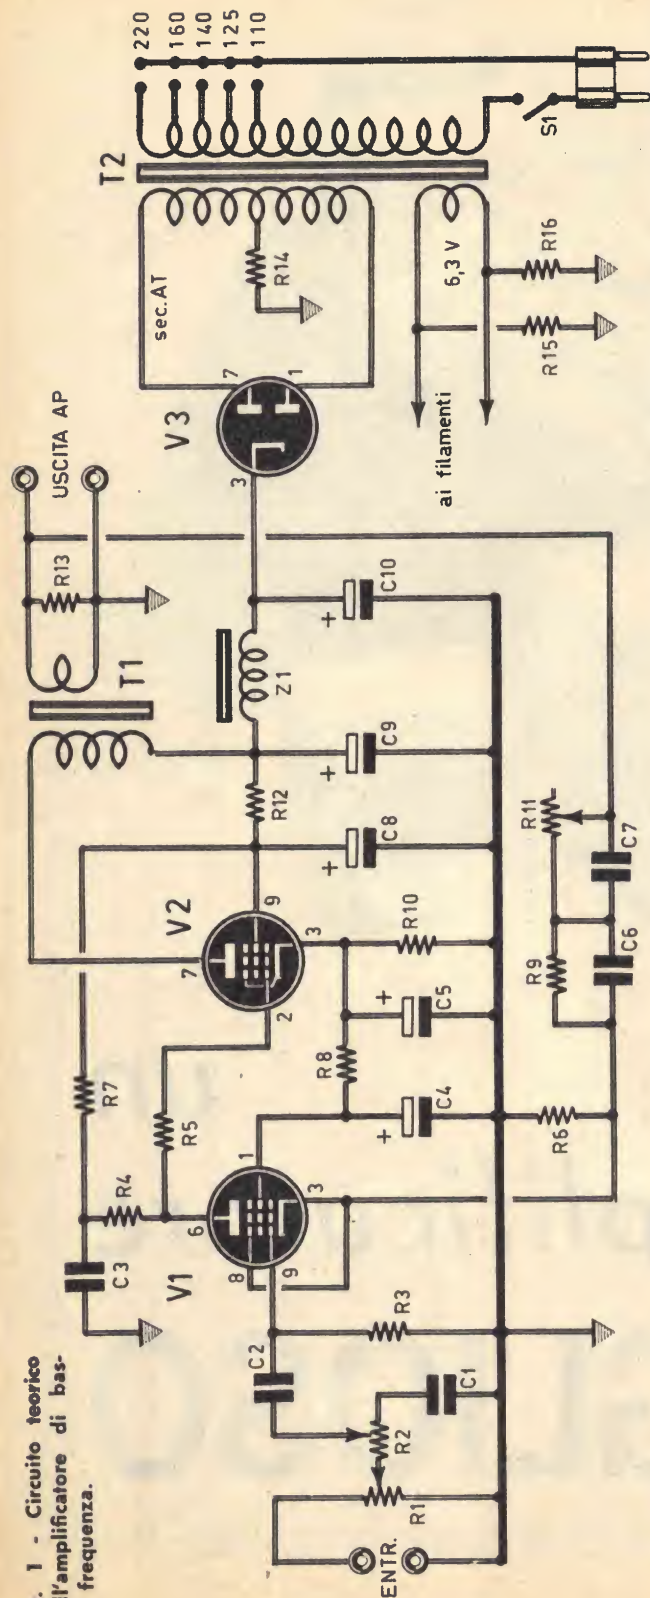 . 1 - Circuito teorico
ll'amplificatore di bas-
frequenza.
ENTR.
R1
R2
C1
C2
R3
C3
V1
8
9
6
1
3
R4
R5
R7
R8
C4
C5
+
+
R6
V2
7
2
9
3
R10
R12
C8
+
C9
+
C10
+
Z1
T1
R13
USCITA AP
R9
C6
R11
C7
V3
3
7
1
sec.AT
R14
T2
6,3 V
ai filamenti
R15
R16
220
160
140
125
110
S1